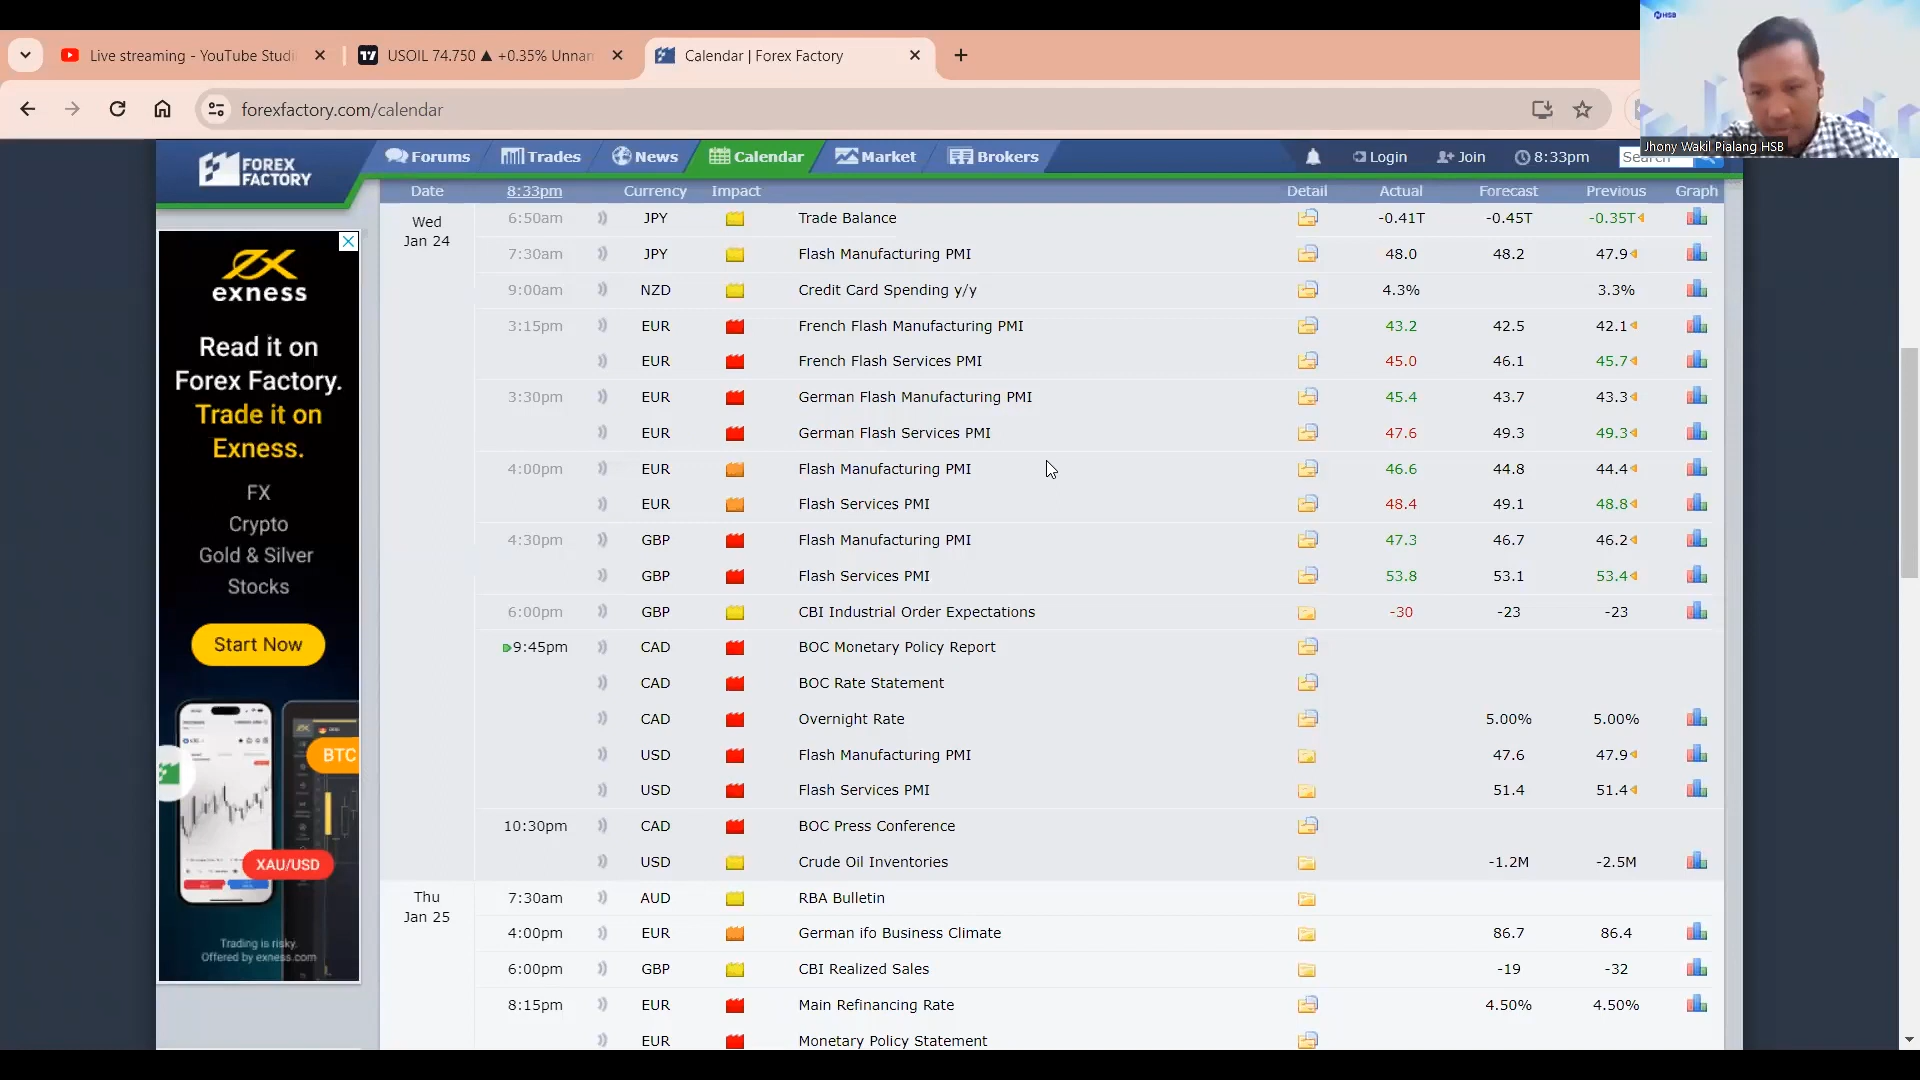 Live streaming - YouTube Studi
USOIL 74.750 ▲ +0.35% Unnan
Calendar | Forex Factory
forexfactory.com/calendar
HSB
Jhony Wakil Pialang HSB
FOREX FACTORY
Forums Trades News Calendar Market Brokers Login Join 8:33pm Search
Date 8:33pm Currency Impact Detail Actual Forecast Previous Graph
Wed Jan 24
6:50am JPY Trade Balance -0.41T -0.45T -0.35T
7:30am JPY Flash Manufacturing PMI 48.0 48.2 47.9
9:00am NZD Credit Card Spending y/y 4.3% 3.3%
3:15pm EUR French Flash Manufacturing PMI 43.2 42.5 42.1
EUR French Flash Services PMI 45.0 46.1 45.7
3:30pm EUR German Flash Manufacturing PMI 45.4 43.7 43.3
EUR German Flash Services PMI 47.6 49.3 49.3
4:00pm EUR Flash Manufacturing PMI 46.6 44.8 44.4
EUR Flash Services PMI 48.4 49.1 48.8
4:30pm GBP Flash Manufacturing PMI 47.3 46.7 46.2
GBP Flash Services PMI 53.8 53.1 53.4
6:00pm GBP CBI Industrial Order Expectations -30 -23 -23
9:45pm CAD BOC Monetary Policy Report
CAD BOC Rate Statement
CAD Overnight Rate 5.00% 5.00%
USD Flash Manufacturing PMI 47.6 47.9
USD Flash Services PMI 51.4 51.4
10:30pm CAD BOC Press Conference
USD Crude Oil Inventories -1.2M -2.5M
Thu Jan 25
7:30am AUD RBA Bulletin
4:00pm EUR German ifo Business Climate 86.7 86.4
6:00pm GBP CBI Realized Sales -19 -32
8:15pm EUR Main Refinancing Rate 4.50% 4.50%
EUR Monetary Policy Statement
exness
Read it on
Forex Factory.
Trade it on
Exness.
FX
Crypto
Gold & Silver
Stocks
Start Now
BTC
XAU/USD
Trading is risky.
Offered by exness.com